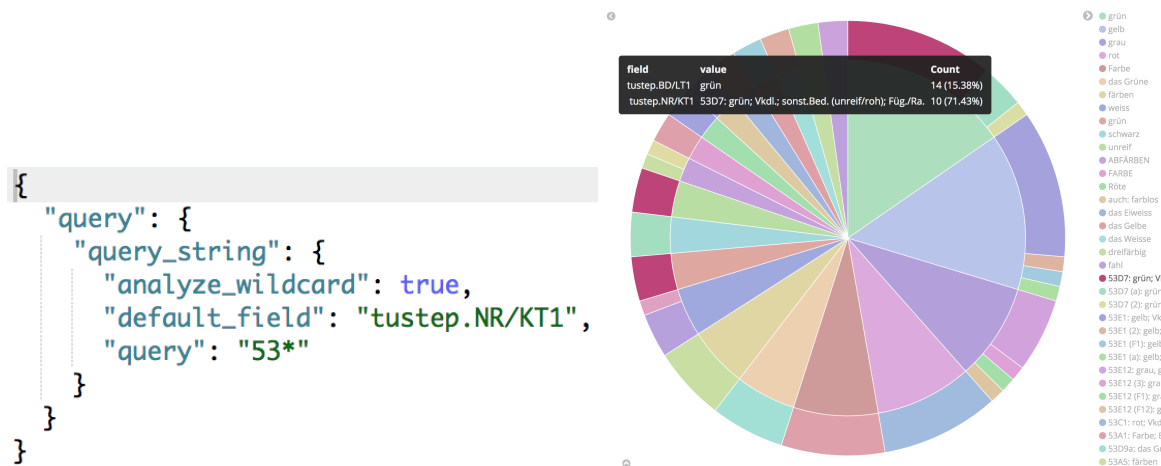 {
"query": {
"query_string": {
"analyze_wildcard": true,
"default_field": "tustep.NR/KT1",
"query": "53*"
}
}
}
field value Count
tustep.BD/LT1 grün 14 (15.38%)
tustep.NR/KT1 53D7: grün; Vkdl.; sonst.Bed. (unreif/roh); Füg./Ra. 10 (71.43%)
grün
gelb
grau
rot
Farbe
das Grüne
färben
weiss
grün
schwarz
unreif
ABFÄRBEN
FARBE
Röte
auch: farblos
das Eiweiss
das Gelbe
das Weisse
dreifärbig
fahl
53D7: grün; V
53D7 (a): grün
53D7 (2): grün
53E1: gelb; Vk
53E1 (2): gelb;
53E1 (F1): gelb
53E1 (a): gelb;
53E12: grau, g
53E12 (3): gra
53E12 (F1): gr
53E12 (F12): g
53C1: rot; Vkd
53A1: Farbe; B
53D9a: das Gr
53A5: färben